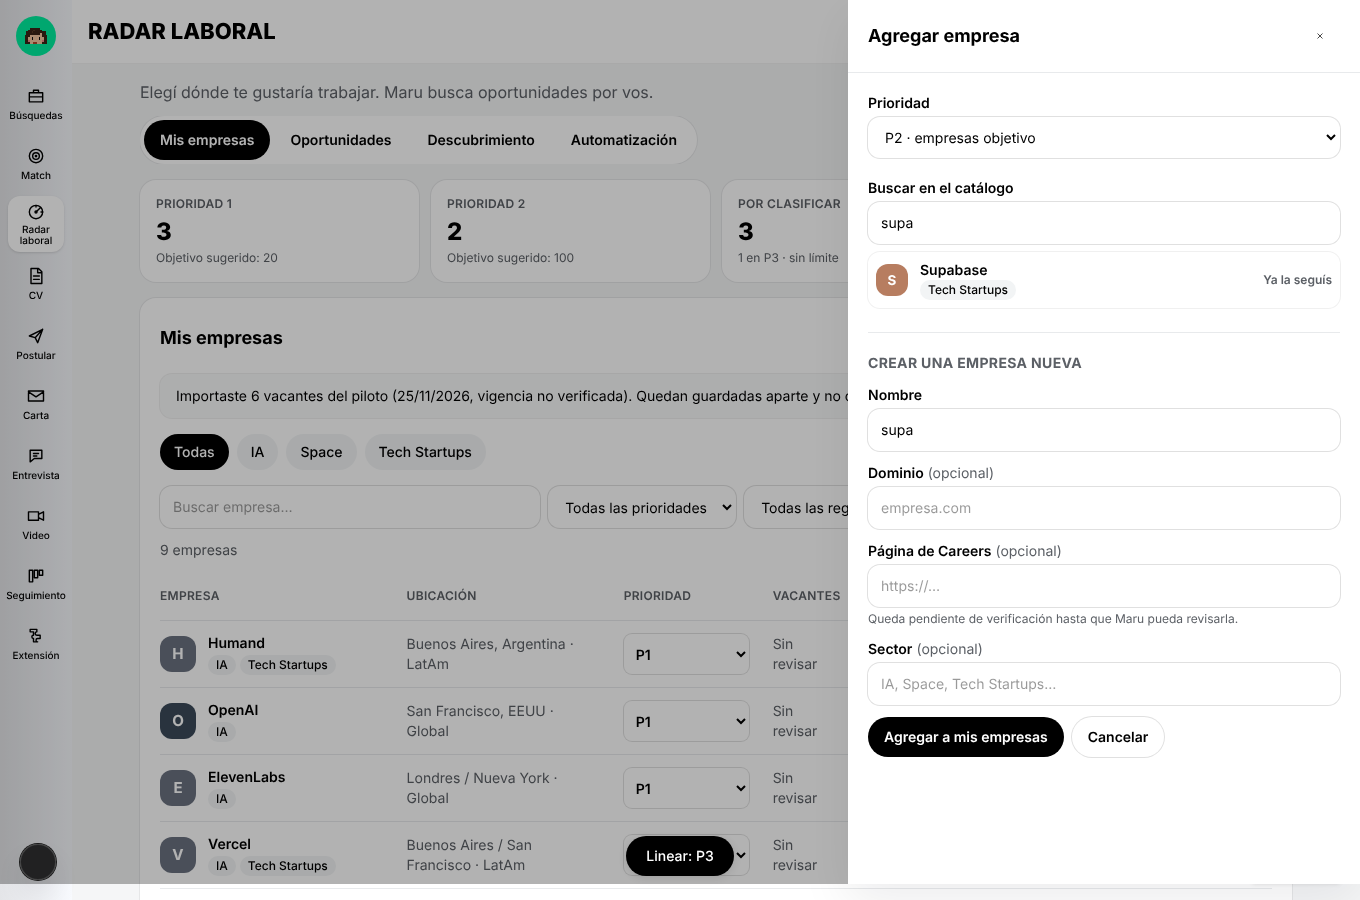 RADAR LABORAL
Búsquedas
Match
Radar
laboral
CV
Postular
Carta
Entrevista
Video
Seguimiento
Extensión
Elegí dónde te gustaría trabajar. Maru busca oportunidades por vos.
Mis empresas
Oportunidades
Descubrimiento
Automatización
PRIORIDAD 1
3
Objetivo sugerido: 20
PRIORIDAD 2
2
Objetivo sugerido: 100
POR CLASIFICAR
3
1 en P3 · sin límite
Mis empresas
Importaste 6 vacantes del piloto (25/11/2026, vigencia no verificada). Quedan guardadas aparte y no
Todas
IA
Space
Tech Startups
Buscar empresa...
Todas las prioridades
Todas las reg
9 empresas
EMPRESA UBICACIÓN PRIORIDAD VACANTES
H
Humand
IA Tech Startups
Buenos Aires, Argentina ·
LatAm
P1
Sin
revisar
O
OpenAI
IA
San Francisco, EEUU ·
Global
P1
Sin
revisar
E
ElevenLabs
IA
Londres / Nueva York ·
Global
P1
Sin
revisar
V
Vercel
IA Tech Startups
Buenos Aires / San
Francisco · LatAm
Linear: P3
Sin
revisar
Agregar empresa
×
Prioridad
P2 · empresas objetivo
Buscar en el catálogo
supa
S
Supabase
Tech Startups
Ya la seguís
CREAR UNA EMPRESA NUEVA
Nombre
supa
Dominio (opcional)
empresa.com
Página de Careers (opcional)
https://...
Queda pendiente de verificación hasta que Maru pueda revisarla.
Sector (opcional)
IA, Space, Tech Startups...
Agregar a mis empresas
Cancelar